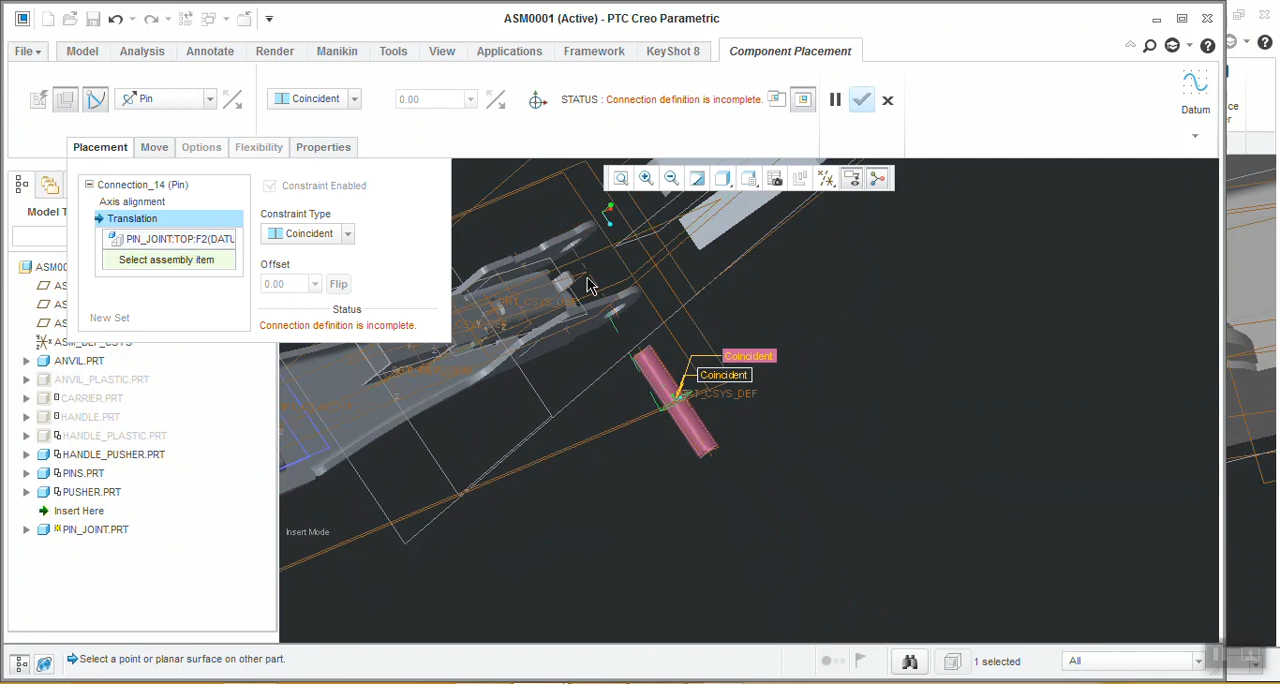 ASM0001 (Active) - PTC Creo Parametric
File Model Analysis Annotate Render Manikin Tools View Applications Framework KeyShot 8 Component Placement
Pin Coincident 0.00 STATUS : Connection definition is incomplete. Datum
Placement Move Options Flexibility Properties
Connection_14 (Pin)
Axis alignment
Translation
PIN_JOINT:TOP:F2(DATU
Select assembly item
New Set
Constraint Enabled
Constraint Type
Coincident
Offset
0.00 Flip
Status
Connection definition is incomplete.
Model T
ASM00
AS
AS
AS
ASM_DEF_CSYS
ANVIL.PRT
ANVIL_PLASTIC.PRT
CARRIER.PRT
HANDLE.PRT
HANDLE_PLASTIC.PRT
HANDLE_PUSHER.PRT
PINS.PRT
PUSHER.PRT
Insert Here
PIN_JOINT.PRT
Coincident
Coincident
PRT_CSYS_DEF
Insert Mode
Select a point or planar surface on other part.
1 selected
All